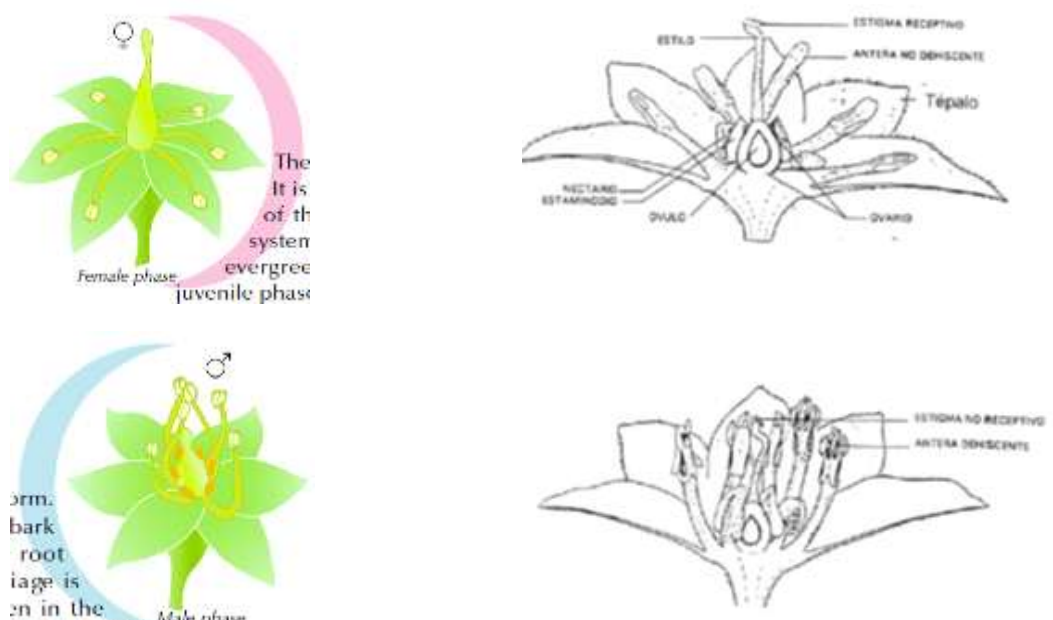 ♀
The
It is
of th
system
evergree
juvenile phase
Female phase
ESTIGMA RECEPTIVO
ESTILO
ANTERA NO DEHISCENTE
Tépalo
NECTARIO
ESTAMINODIO
OVULO
OVARIO
♂
orm.
bark
root
iage is
en in the
Male phase
ESTIGMA NO RECEPTIVO
ANTERA DEHISCENTE